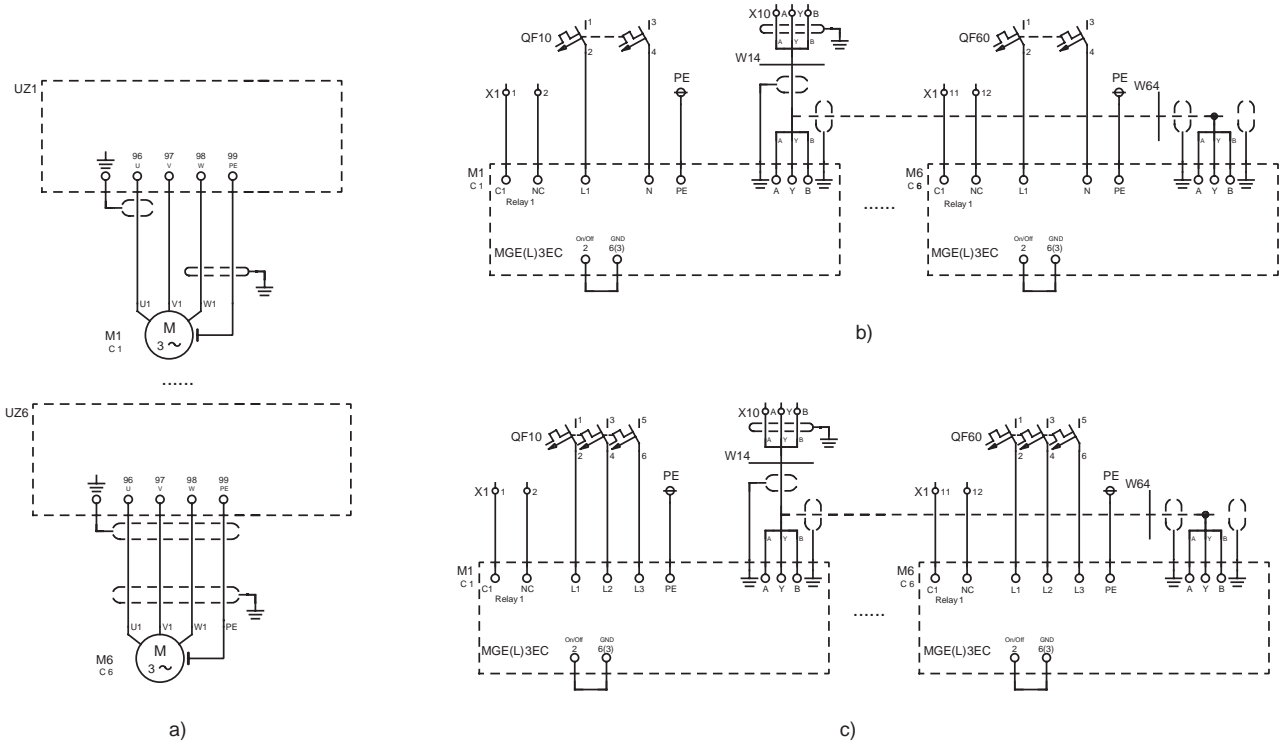 UZ1
96 97 98 99
U V W PE
U1 V1 W1
M
3
M1
C 1
......
UZ6
96 97 98 99
U V W PE
U1 V1 W1 PE
M
3
M6
C 6
a)
X10 A Y B
A Y B
QF10
1 3
2 4
W14
X1 1 2
PE
A Y B
M1
C 1
C1 NC L1 N PE A Y B
Relay 1
On/Off GND
2 6(3)
MGE(L)3EC
......
QF60
1 3
2 4
X1 11 12
PE
W64
A Y B
M6
C 6
C1 NC L1 N PE A Y B
Relay 1
On/Off GND
2 6(3)
MGE(L)3EC
b)
X10 A Y B
A Y B
QF10
1 3 5
2 4 6
W14
X1 1 2
PE
A Y B
M1
C 1
C1 NC L1 L2 L3 PE A Y B
Relay 1
On/Off GND
2 6(3)
MGE(L)3EC
......
QF60
1 3 5
2 4 6
X1 11 12
PE
W64
A Y B
M6
C 6
C1 NC L1 L2 L3 PE A Y B
Relay 1
On/Off GND
2 6(3)
MGE(L)3EC
c)